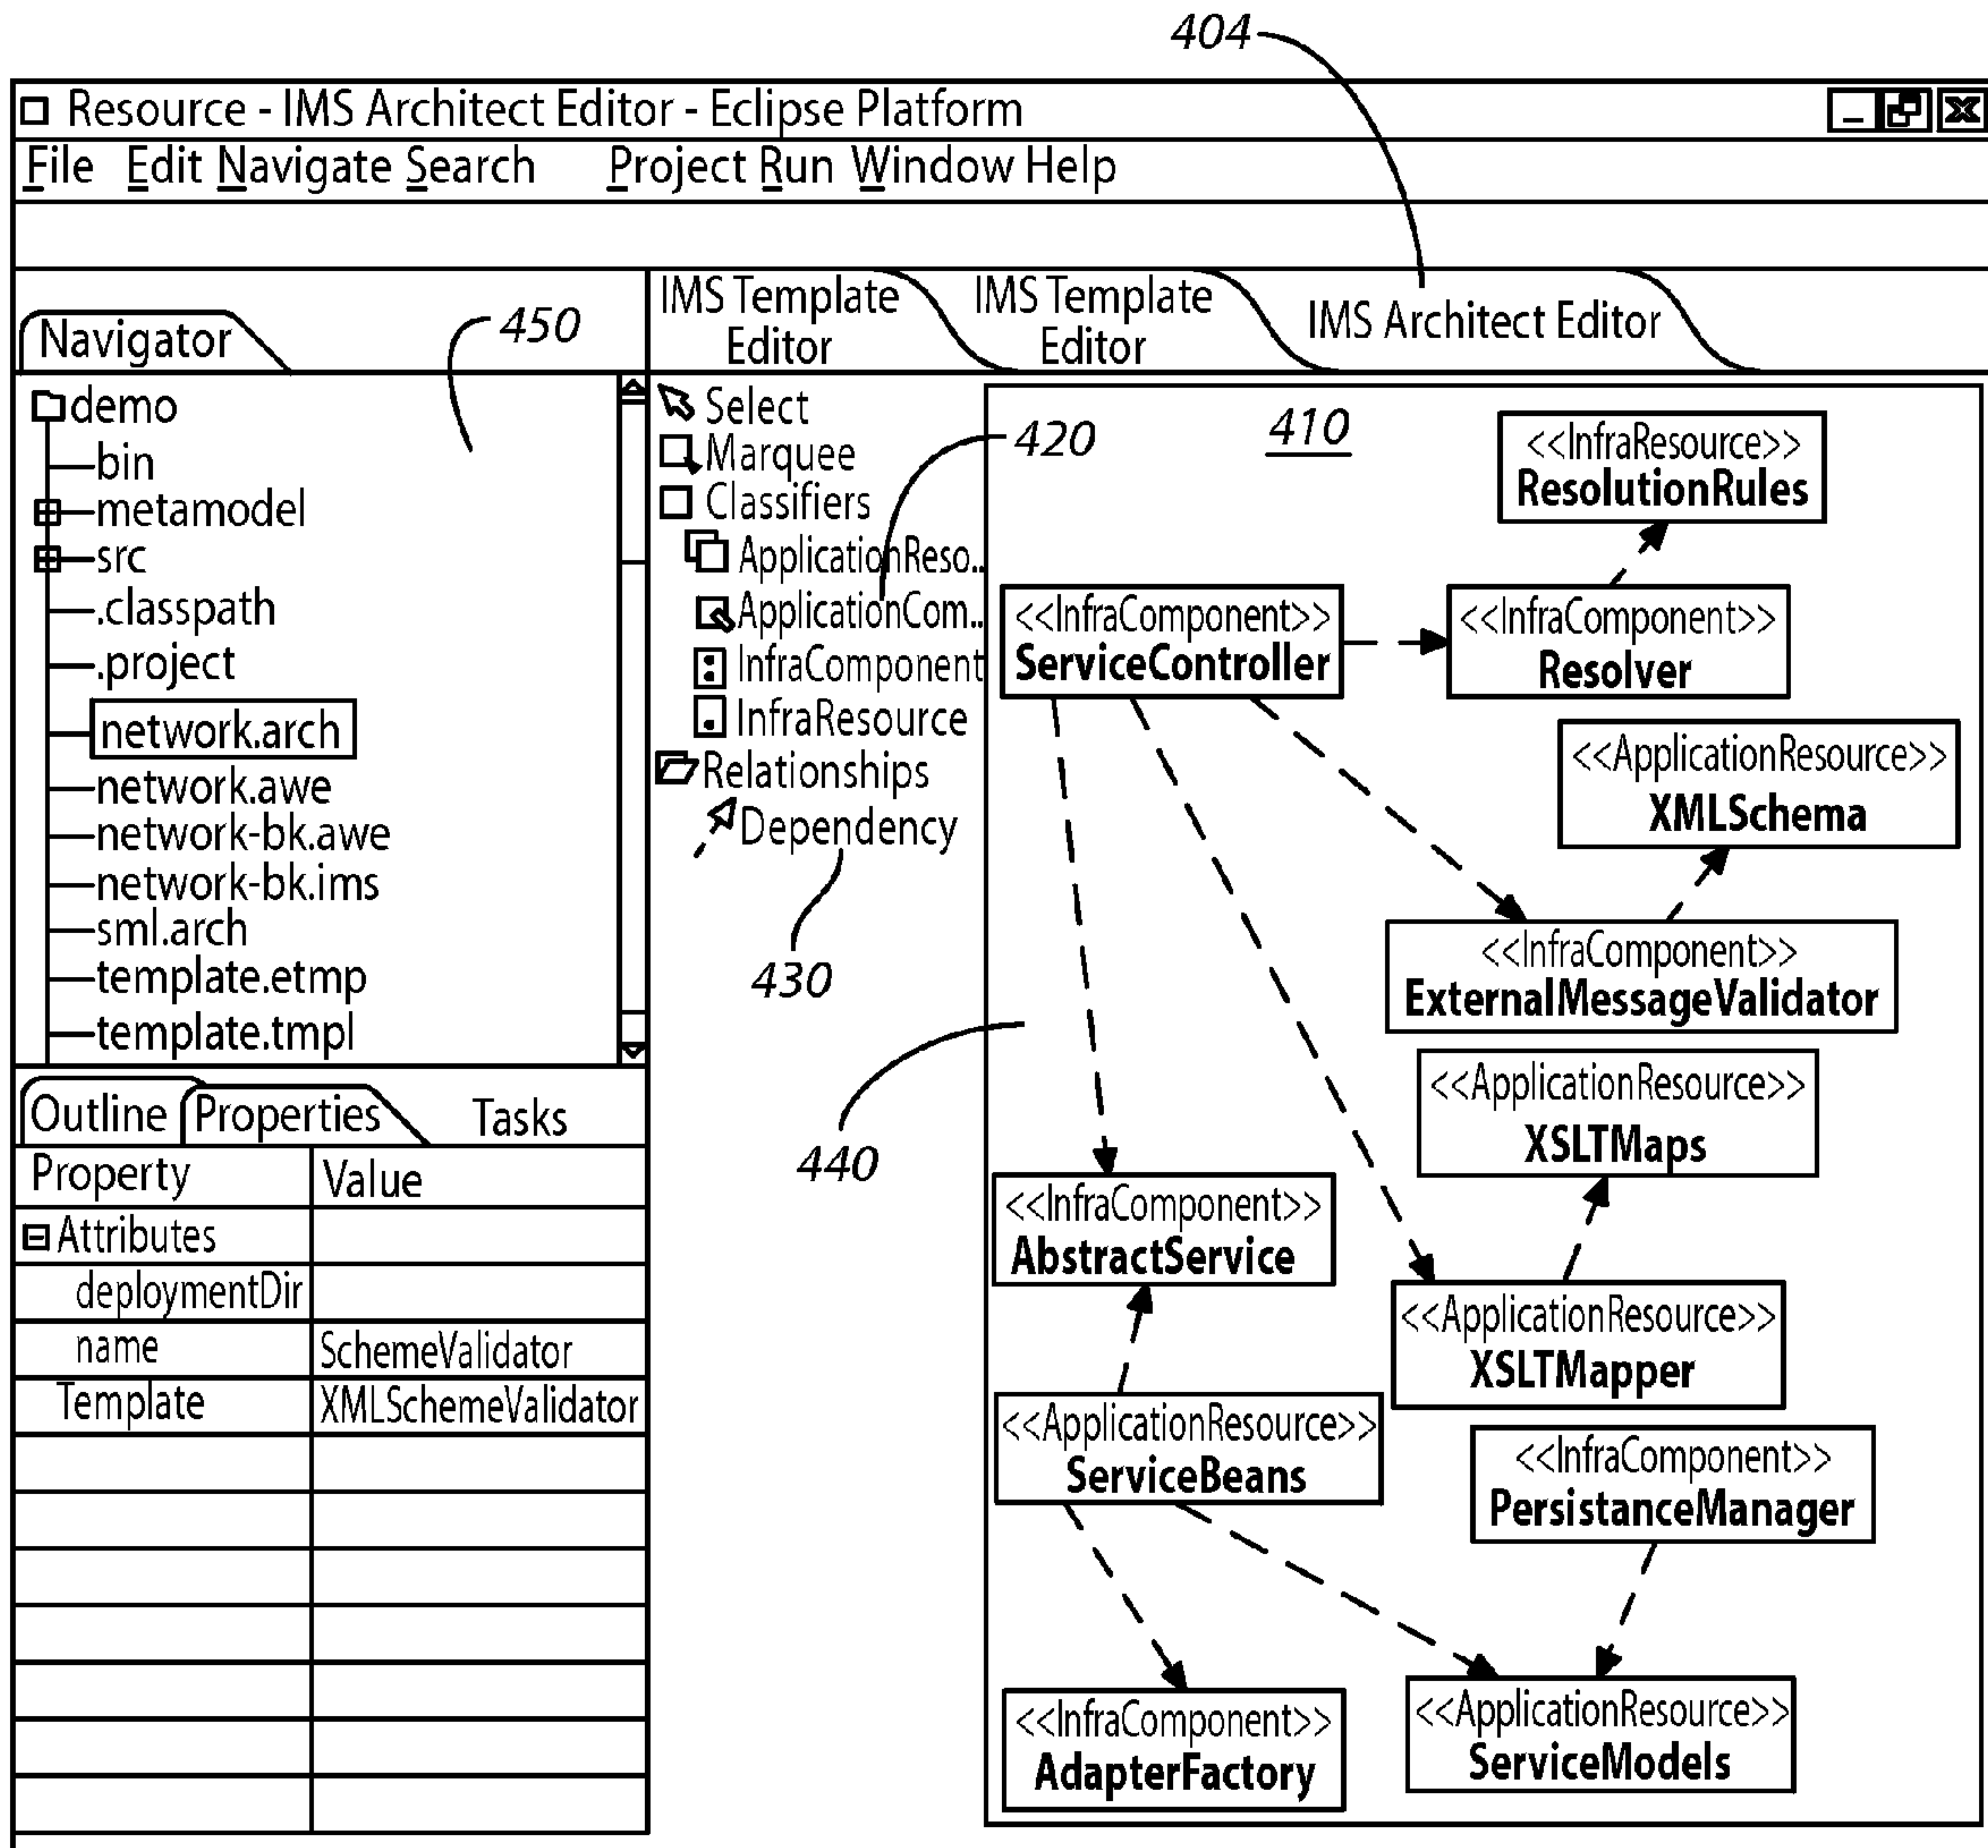 404
Resource - IMS Architect Editor - Eclipse Platform
File Edit Navigate Search Project Run Window Help
Navigator
450
IMS Template
Editor
IMS Template
Editor
IMS Architect Editor
demo
bin
metamodel
src
.classpath
.project
network.arch
network.awe
network-bk.awe
network-bk.ims
sml.arch
template.etmp
template.tmpl
Select
Marquee
Classifiers
ApplicationReso..
ApplicationCom..
InfraComponent
InfraResource
Relationships
Dependency
420
430
440
410
<<InfraResource>>
ResolutionRules
<<InfraComponent>>
ServiceController
<<InfraComponent>>
Resolver
<<ApplicationResource>>
XMLSchema
<<InfraComponent>>
ExternalMessageValidator
<<ApplicationResource>>
XSLTMaps
<<InfraComponent>>
AbstractService
<<ApplicationResource>>
XSLTMapper
<<ApplicationResource>>
ServiceBeans
<<InfraComponent>>
PersistanceManager
<<InfraComponent>>
AdapterFactory
<<ApplicationResource>>
ServiceModels
Outline Properties Tasks
Property Value
Attributes
deploymentDir
name SchemeValidator
Template XMLSchemeValidator